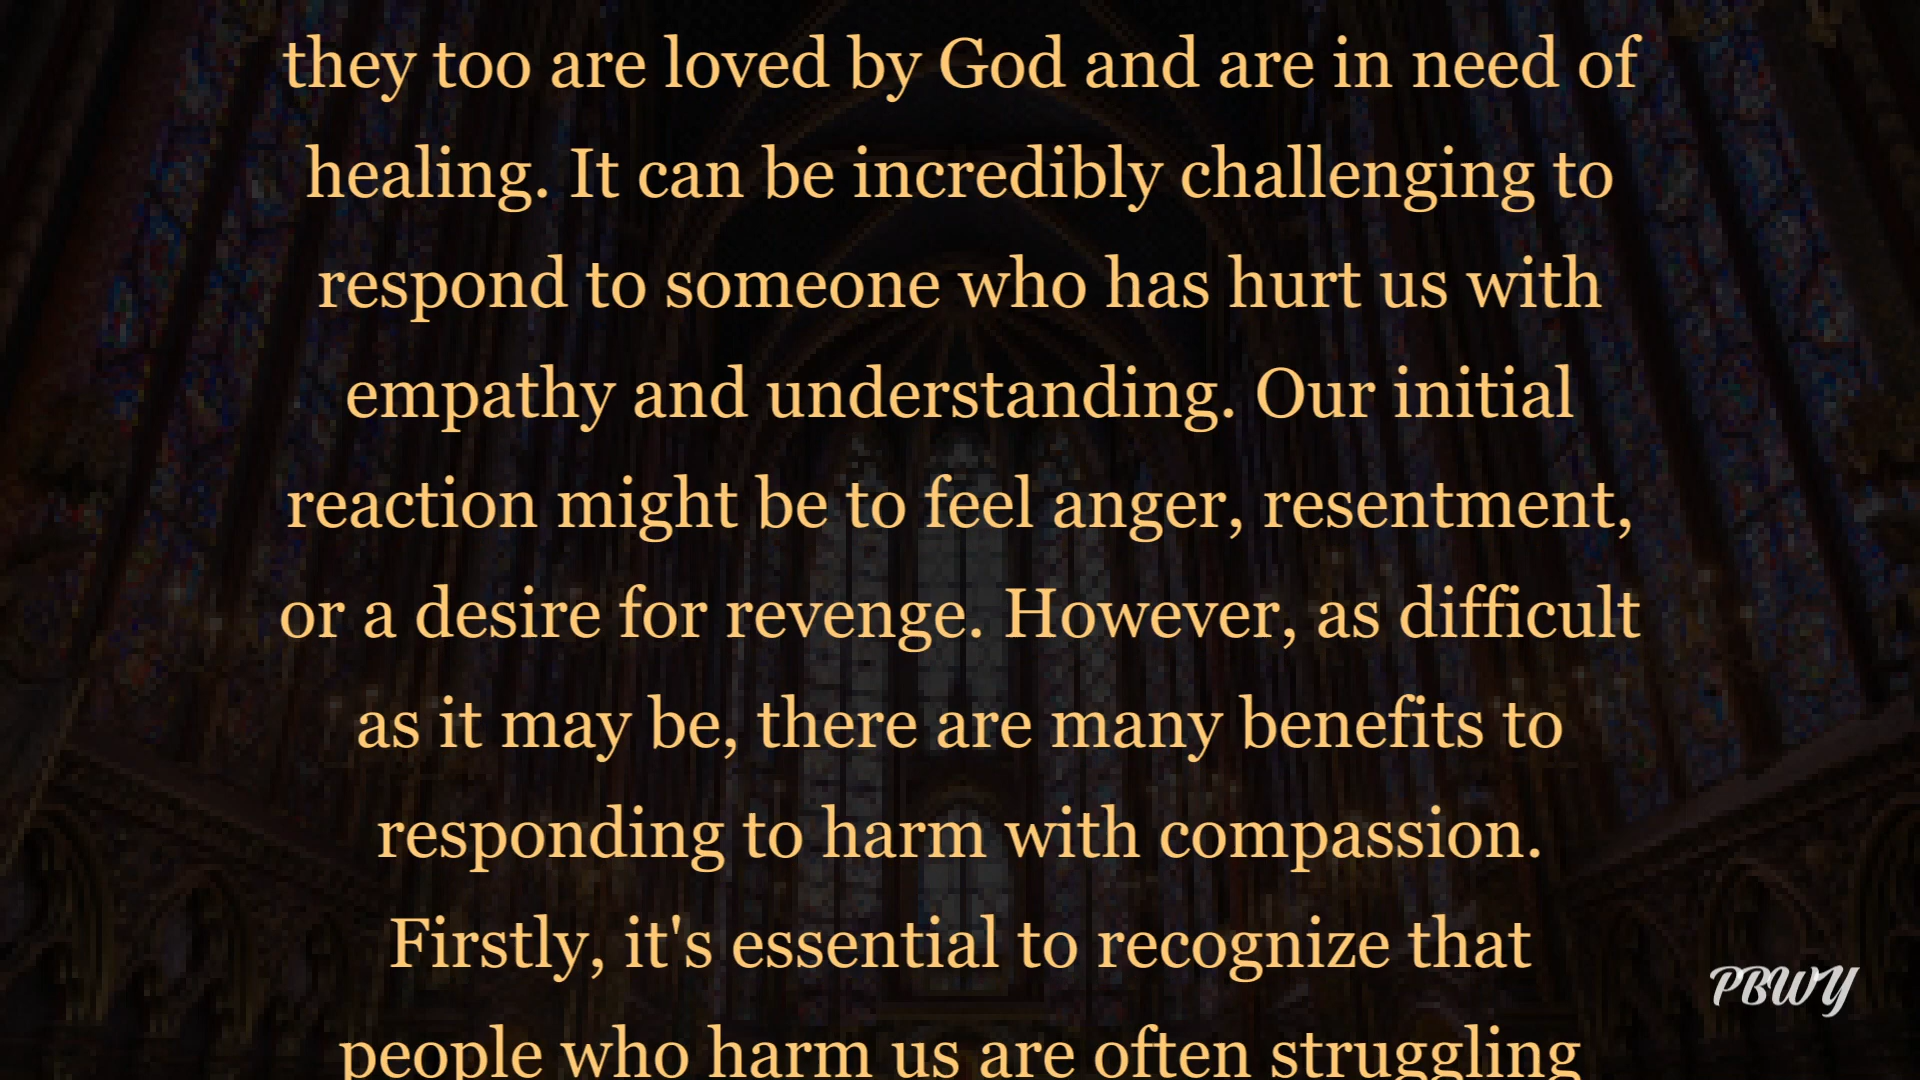 they too are loved by God and are in need of
healing. It can be incredibly challenging to
respond to someone who has hurt us with
empathy and understanding. Our initial
reaction might be to feel anger, resentment,
or a desire for revenge. However, as difficult
as it may be, there are many benefits to
responding to harm with compassion.
Firstly, it's essential to recognize that
people who harm us are often struggling
PBWY